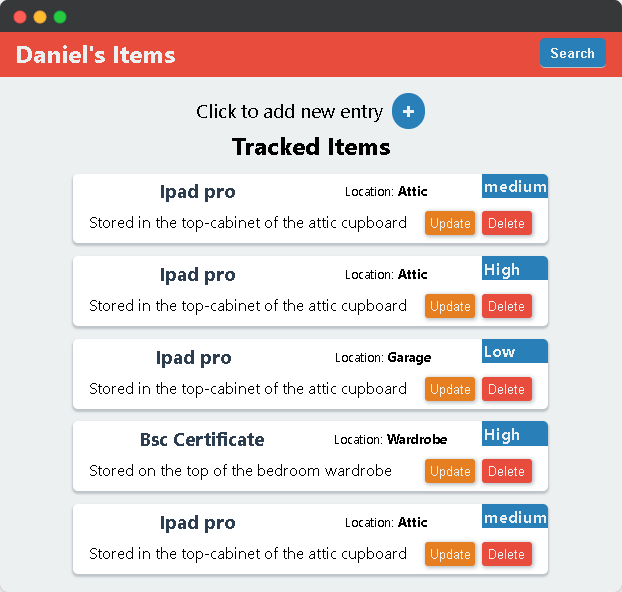 Daniel's Items
Search
Click to add new entry +
Tracked Items
Ipad pro Location: Attic medium
Stored in the top-cabinet of the attic cupboard Update Delete
Ipad pro Location: Attic High
Stored in the top-cabinet of the attic cupboard Update Delete
Ipad pro Location: Garage Low
Stored in the top-cabinet of the attic cupboard Update Delete
Bsc Certificate Location: Wardrobe High
Stored on the top of the bedroom wardrobe Update Delete
Ipad pro Location: Attic medium
Stored in the top-cabinet of the attic cupboard Update Delete